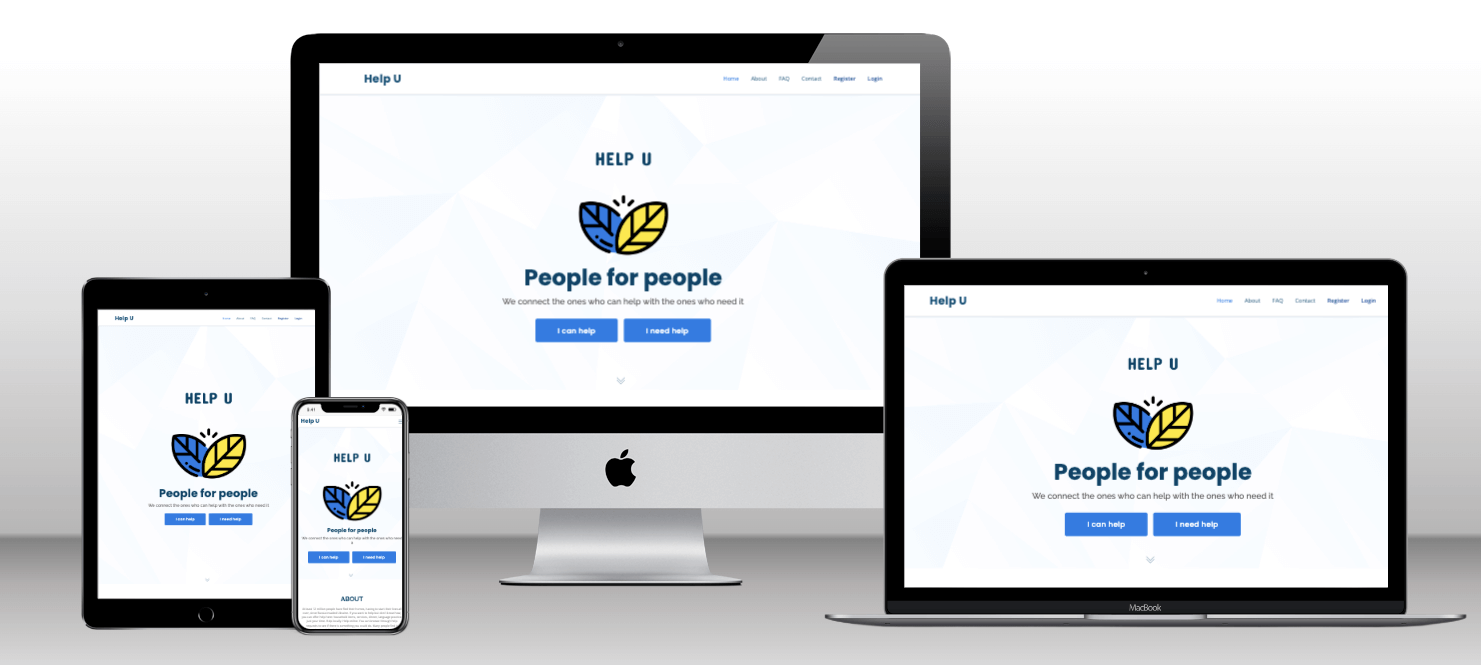 Help U
Home About FAQ Contact Register Login
HELP U
People for people
We connect the ones who can help with the ones who need it
I can help I need help
Help U
Home About FAQ Contact Register Login
HELP U
People for people
We connect the ones who can help with the ones who need it
I can help I need help
MacBook
Help U
Home About FAQ Contact Register Login
HELP U
People for people
We connect the ones who can help with the ones who need it
I can help I need help
9:41
Help U
HELP U
People for people
We connect the ones who can help with the ones who need
it
I can help I need help
ABOUT